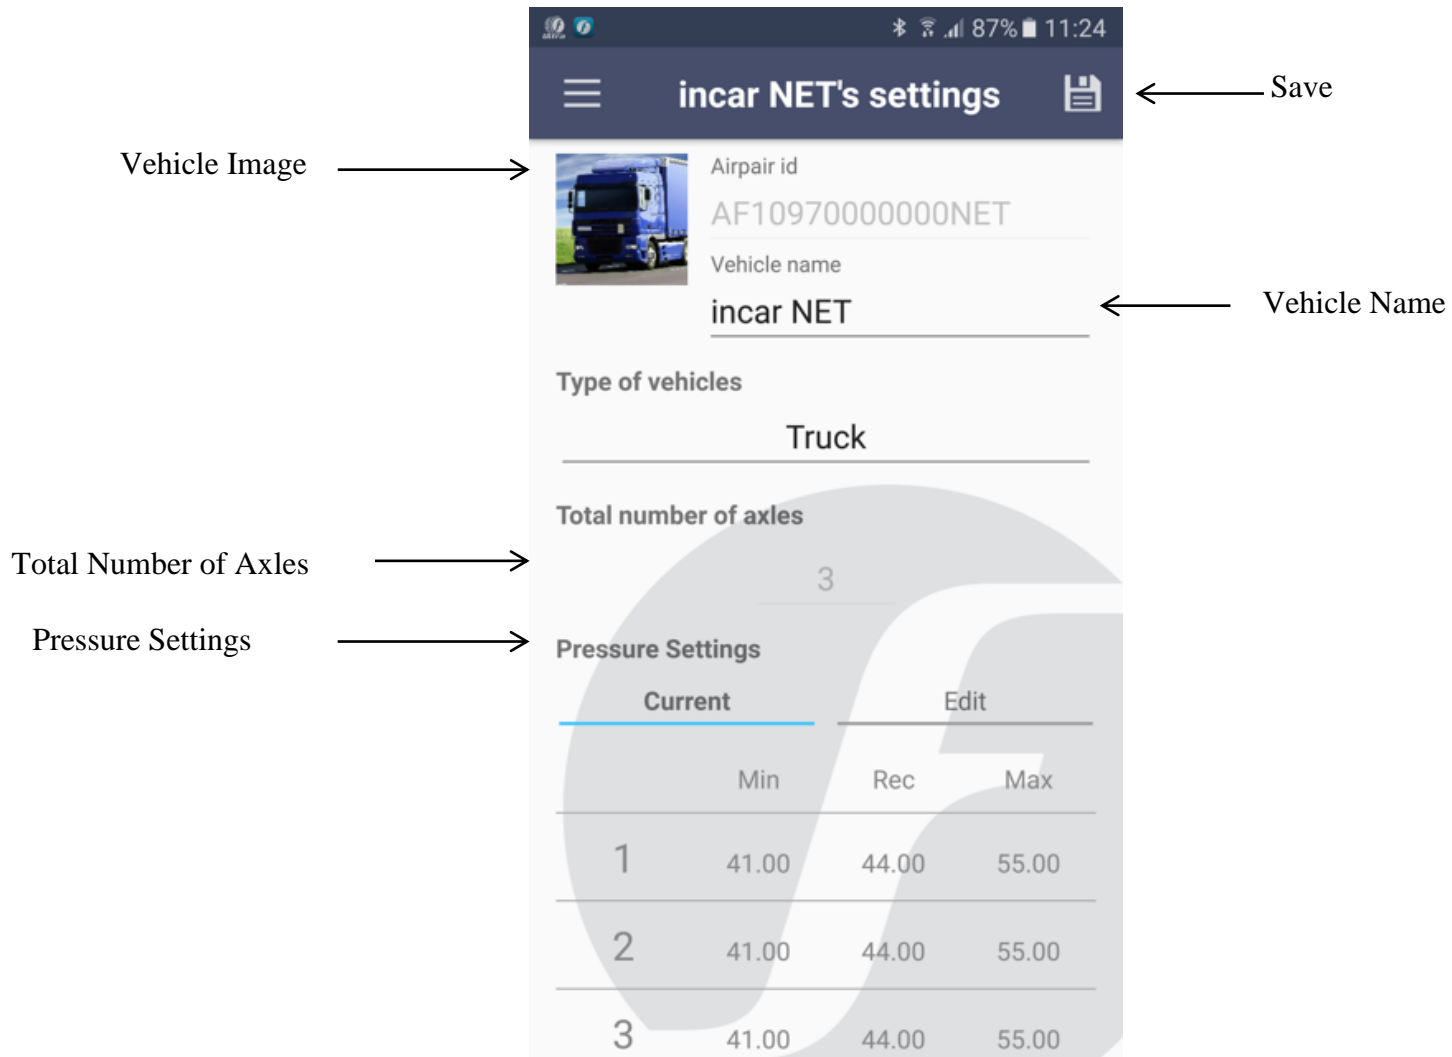 87% 11:24
incar NET's settings
Save
Vehicle Image
Airpair id
AF10970000000NET
Vehicle name
incar NET
Vehicle Name
Type of vehicles
Truck
Total number of axles
Total Number of Axles
3
Pressure Settings
Pressure Settings
Current Edit
Min Rec Max
1 41.00 44.00 55.00
2 41.00 44.00 55.00
3 41.00 44.00 55.00